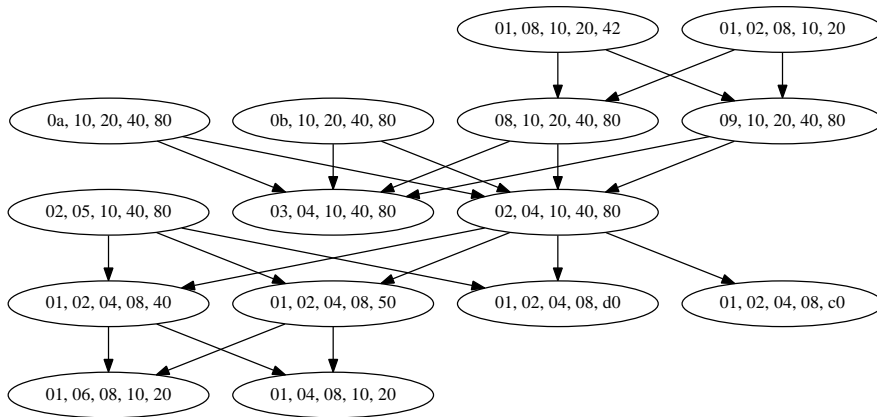 01, 08, 10, 20, 42
01, 02, 08, 10, 20
0a, 10, 20, 40, 80
0b, 10, 20, 40, 80
08, 10, 20, 40, 80
09, 10, 20, 40, 80
02, 05, 10, 40, 80
03, 04, 10, 40, 80
02, 04, 10, 40, 80
01, 02, 04, 08, 40
01, 02, 04, 08, 50
01, 02, 04, 08, d0
01, 02, 04, 08, c0
01, 06, 08, 10, 20
01, 04, 08, 10, 20